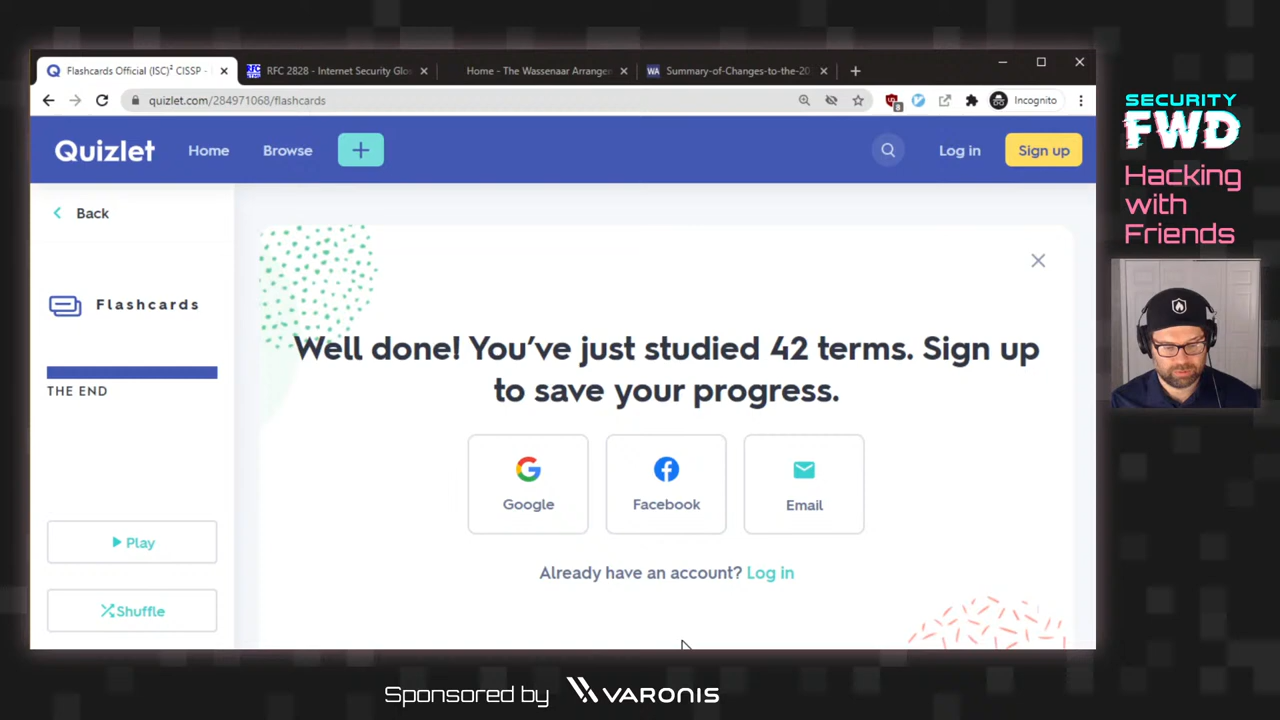 Flashcards Official (ISC)² CISSP -
RFC 2828 - Internet Security Glos
Home - The Wassenaar Arrangem
WA Summary-of-Changes-to-the-20
quizlet.com/284971068/flashcards
8
Incognito
Quizlet
Home
Browse
Log in
Sign up
Back
Flashcards
THE END
Play
Shuffle
Well done! You've just studied 42 terms. Sign up
to save your progress.
Google
Facebook
Email
Already have an account? Log in
SECURITY
FWD
Hacking
with
Friends
Sponsored by VARONIS